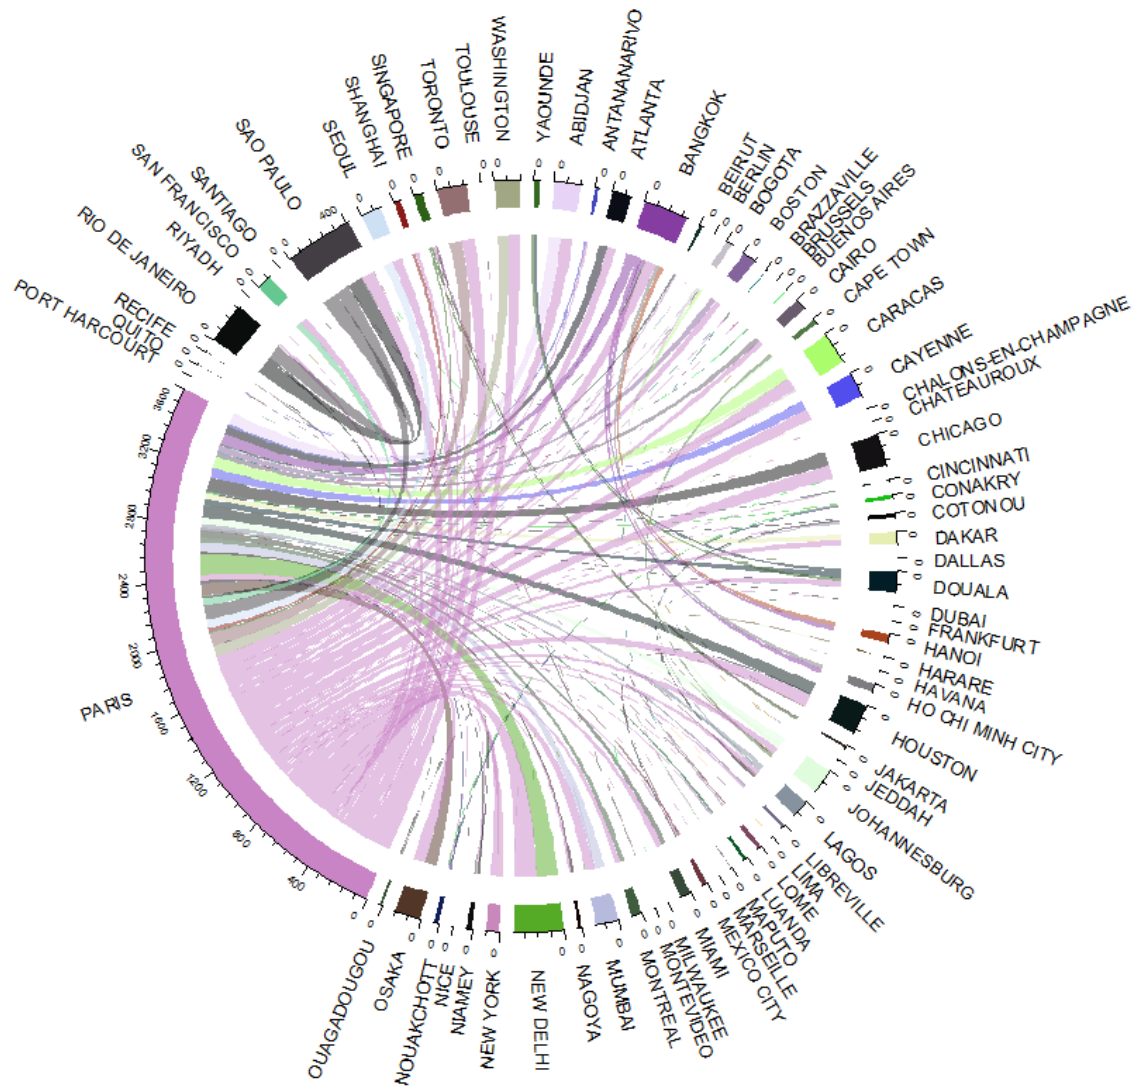 WASHINGTON
YAOUNDE
ABIDJAN
ANTANANARIVO
ATLANTA
BANGKOK
BEIRUT
BERLIN
BOGOTA
BOSTON
BRAZZAVILLE
BRUSSELS
BUENOS AIRES
CAIRO
CAPE TOWN
CARACAS
CAYENNE
CHALONS-EN-CHAMPAGNE
CHATEAUROUX
CHICAGO
CINCINNATI
CONAKRY
COTONOU
DAKAR
DALLAS
DOUALA
DUBAI
FRANKFURT
HANOI
HARARE
HAVANA
HO CHI MINH CITY
HOUSTON
JAKARTA
JEDDAH
JOHANNESBURG
LAGOS
LIBREVILLE
LIMA
LOME
LUANDA
MAPUTO
MARSEILLE
MEXICO CITY
MIAMI
MILWAUKEE
MONTEVIDEO
MONTREAL
MUMBAI
NAGOYA
NEW DELHI
NEW YORK
NIAMEY
NICE
NOUAKCHOTT
OSAKA
OUAGADOUGOU
PARIS
0
400
800
1200
1600
2000
2400
2800
3200
3600
PORT HARCOURT
QUITO
RECIFE
RIO DE JANEIRO
RIYADH
SAN FRANCISCO
SANTIAGO
SAO PAULO
400
SEOUL
SHANGHAI
SINGAPORE
TORONTO
TOULOUSE